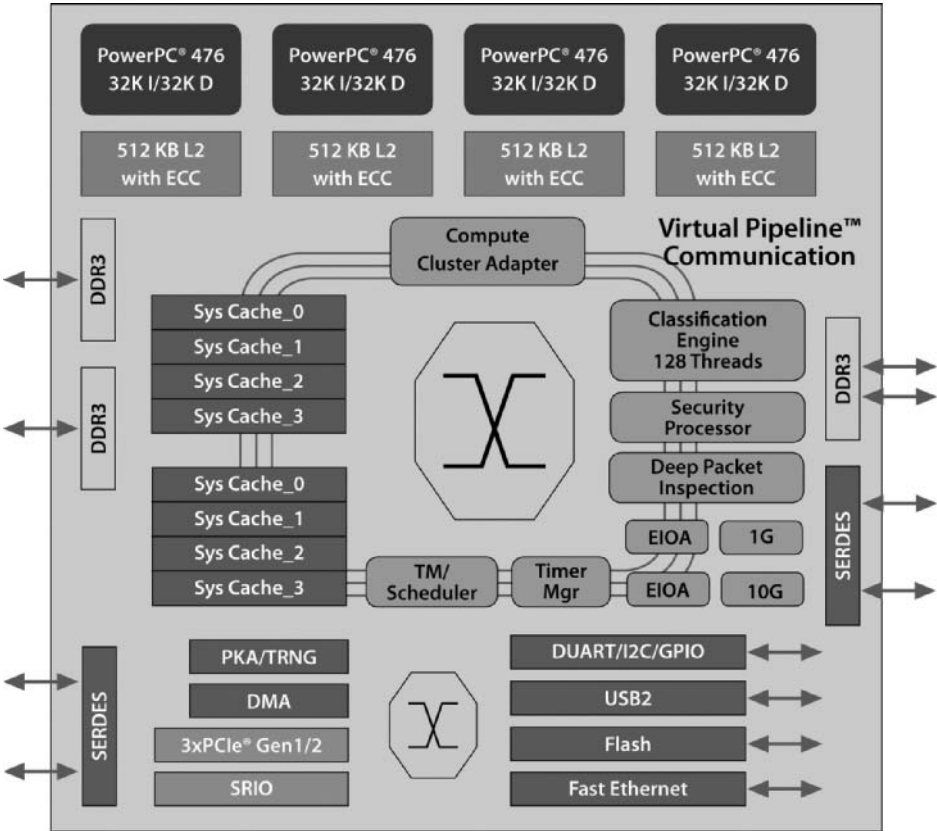 PowerPC® 476
32K I/32K D
PowerPC® 476
32K I/32K D
PowerPC® 476
32K I/32K D
PowerPC® 476
32K I/32K D
512 KB L2
with ECC
512 KB L2
with ECC
512 KB L2
with ECC
512 KB L2
with ECC
Virtual Pipeline™
Communication
Compute
Cluster Adapter
DDR3
DDR3
Sys Cache_0
Sys Cache_1
Sys Cache_2
Sys Cache_3
Sys Cache_0
Sys Cache_1
Sys Cache_2
Sys Cache_3
Classification
Engine
128 Threads
Security
Processor
Deep Packet
Inspection
EIOA
1G
EIOA
10G
TM/
Scheduler
Timer
Mgr
DDR3
SERDES
SERDES
PKA/TRNG
DMA
3xPCIe® Gen1/2
SRIO
DUART/I2C/GPIO
USB2
Flash
Fast Ethernet